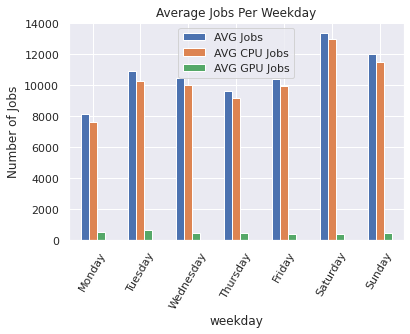 Average Jobs Per Weekday
AVG Jobs
AVG CPU Jobs
AVG GPU Jobs
Number of Jobs
14000
12000
10000
8000
6000
4000
2000
0
Monday
Tuesday
Wednesday
Thursday
Friday
Saturday
Sunday
weekday